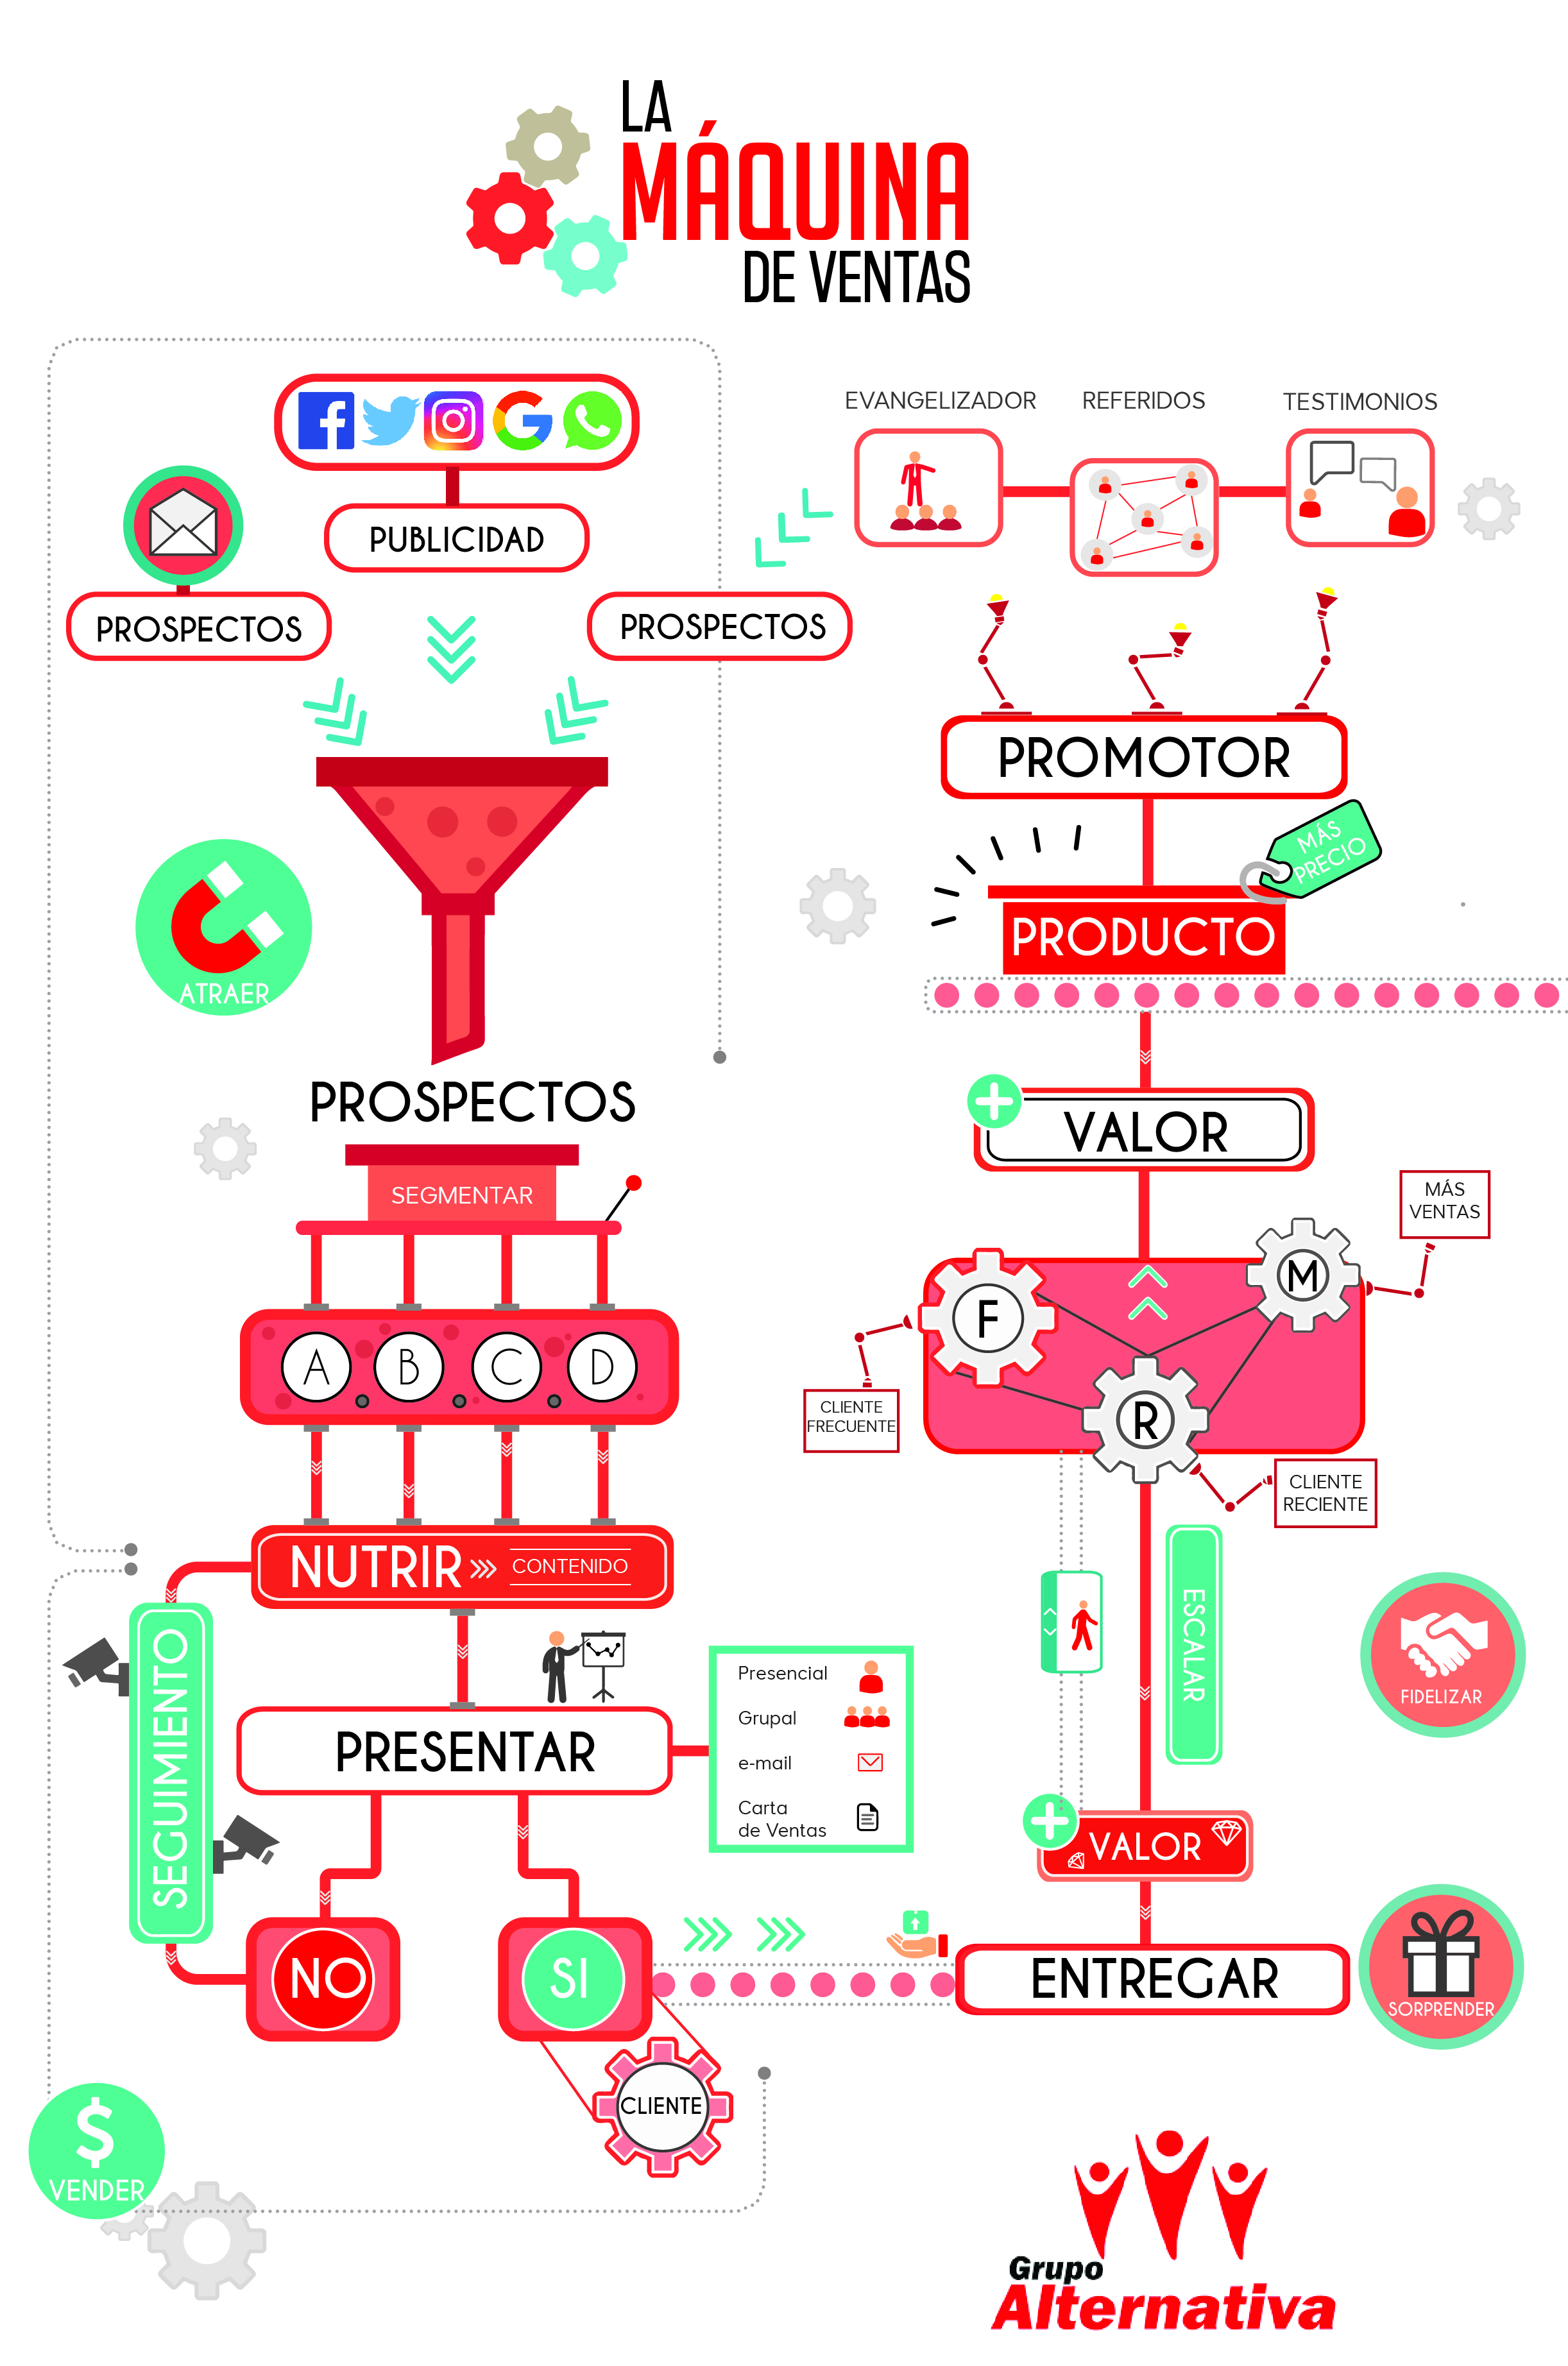 LA
MÁQUINA
DE VENTAS
PUBLICIDAD
PROSPECTOS
PROSPECTOS
ATRAER
PROSPECTOS
SEGMENTAR
A B C D
NUTRIR
CONTENIDO
SEGUIMIENTO
PRESENTAR
Presencial
Grupal
e-mail
Carta
de Ventas
NO
SI
CLIENTE
$
VENDER
EVANGELIZADOR
REFERIDOS
TESTIMONIOS
PROMOTOR
MÁS
PRECIO
PRODUCTO
VALOR
MÁS
VENTAS
F
M
R
CLIENTE
FRECUENTE
CLIENTE
RECIENTE
ESCALAR
FIDELIZAR
VALOR
ENTREGAR
SORPRENDER
Grupo
Alternativa